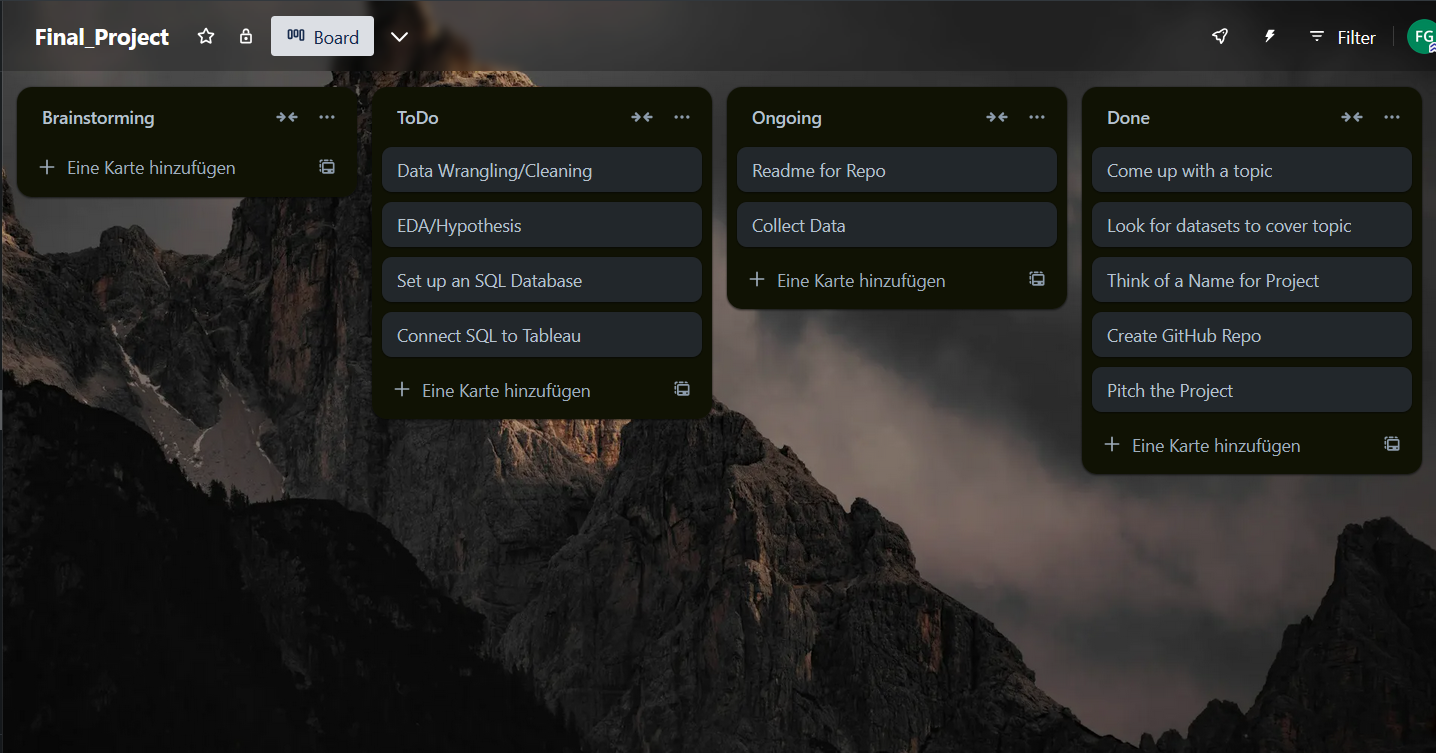 Final_Project
Board
Filter
FG
Brainstorming
Eine Karte hinzufügen
ToDo
Data Wrangling/Cleaning
EDA/Hypothesis
Set up an SQL Database
Connect SQL to Tableau
Eine Karte hinzufügen
Ongoing
Readme for Repo
Collect Data
Eine Karte hinzufügen
Done
Come up with a topic
Look for datasets to cover topic
Think of a Name for Project
Create GitHub Repo
Pitch the Project
Eine Karte hinzufügen